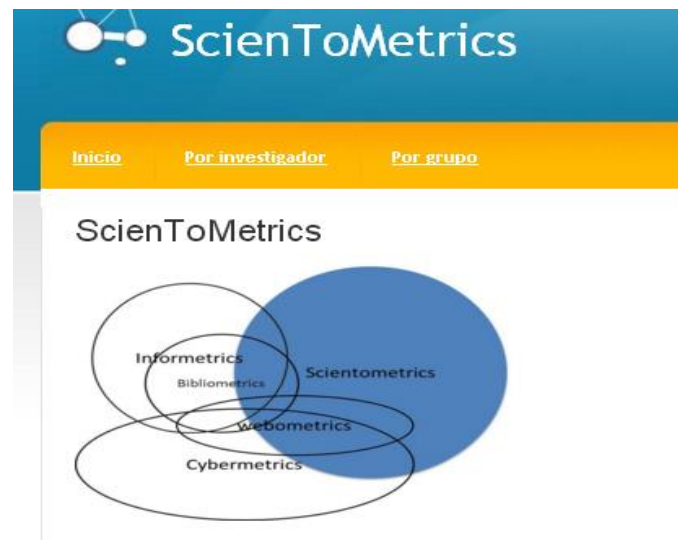 ScienToMetrics
Inicio Por investigador Por grupo
ScienToMetrics
Informetrics
Scientometrics
Bibliometrics
webometrics
Cybermetrics